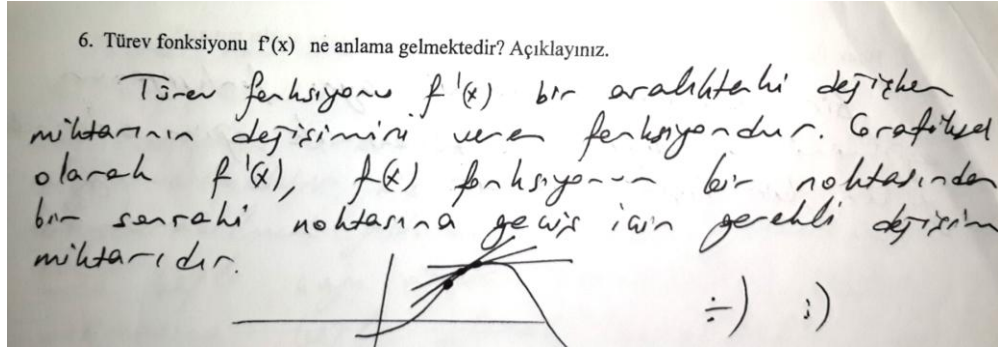 6. Türev fonksiyonu f'(x) ne anlama gelmektedir? Açıklayınız.
Türev fonksiyonu f'(x) bir aralıktaki değişken
miktarının değişimini veren fonksiyondur. Grafiksel
olarak f'(x), f(x) fonksiyonun bir noktasından
bir sonraki noktasına geçiş için gerekli değişim
miktarıdır.
÷) :)